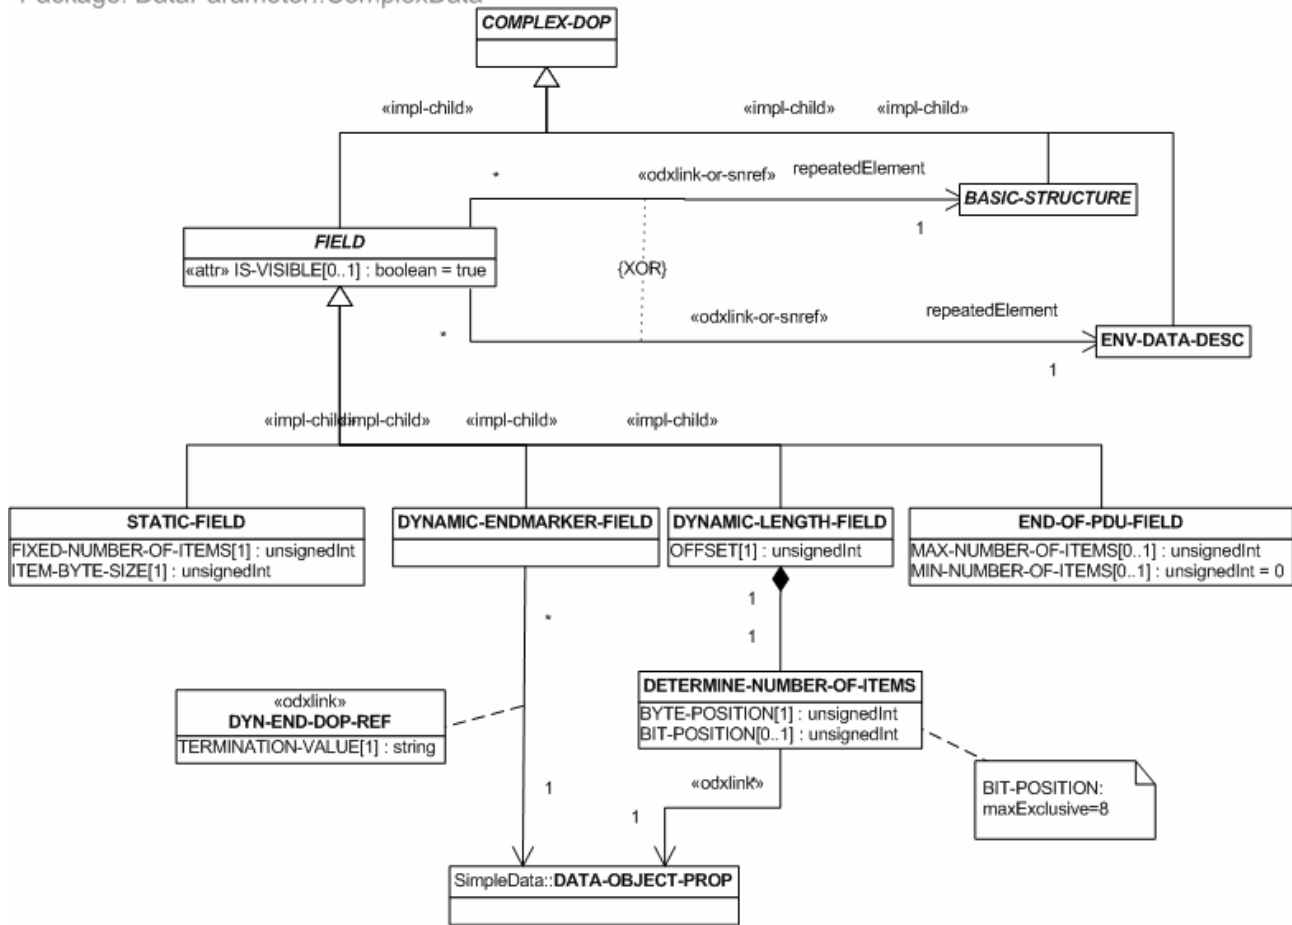 Package: DataParameter::ComplexData
COMPLEX-DOP
«impl-child»
«impl-child»
«impl-child»
*
«odxlink-or-snref»
repeatedElement
BASIC-STRUCTURE
1
FIELD
«attr» IS-VISIBLE[0..1] : boolean = true
{XOR}
*
«odxlink-or-snref»
repeatedElement
ENV-DATA-DESC
1
«impl-child»
«impl-child»
«impl-child»
«impl-child»
STATIC-FIELD
FIXED-NUMBER-OF-ITEMS[1] : unsignedInt
ITEM-BYTE-SIZE[1] : unsignedInt
DYNAMIC-ENDMARKER-FIELD
DYNAMIC-LENGTH-FIELD
OFFSET[1] : unsignedInt
END-OF-PDU-FIELD
MAX-NUMBER-OF-ITEMS[0..1] : unsignedInt
MIN-NUMBER-OF-ITEMS[0..1] : unsignedInt = 0
*
1
1
«odxlink»
DYN-END-DOP-REF
TERMINATION-VALUE[1] : string
DETERMINE-NUMBER-OF-ITEMS
BYTE-POSITION[1] : unsignedInt
BIT-POSITION[0..1] : unsignedInt
«odxlink»
*
1
1
BIT-POSITION:
maxExclusive=8
SimpleData::DATA-OBJECT-PROP